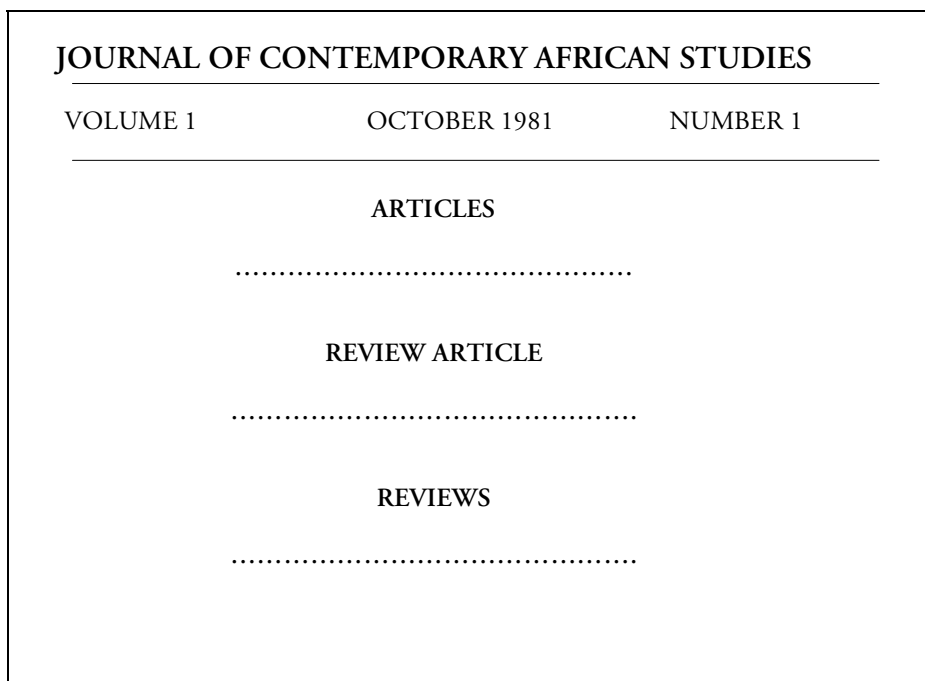 JOURNAL OF CONTEMPORARY AFRICAN STUDIES
VOLUME 1 OCTOBER 1981 NUMBER 1
ARTICLES
.............................................
REVIEW ARTICLE
..............................................
REVIEWS
..............................................